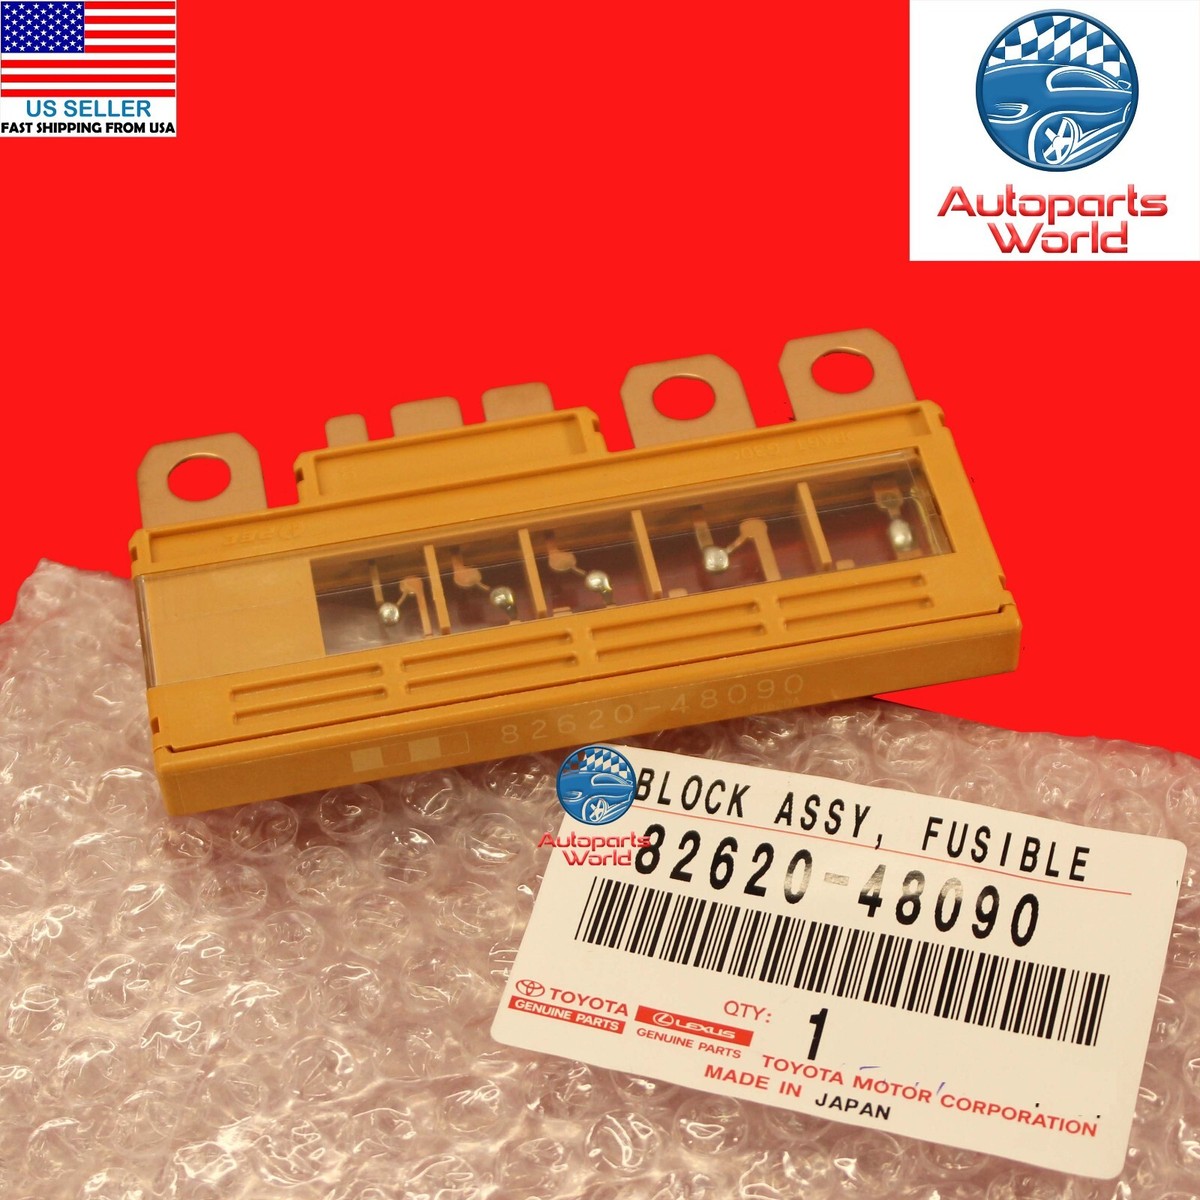 US SELLER
FAST SHIPPING FROM USA
Autoparts
World
82620-48090
Autoparts
World
BLOCK ASSY, FUSIBLE
82620-48090
TOYOTA
GENUINE PARTS
LEXUS
GENUINE PARTS
QTY: 1
TOYOTA MOTOR CORPORATION
MADE IN JAPAN